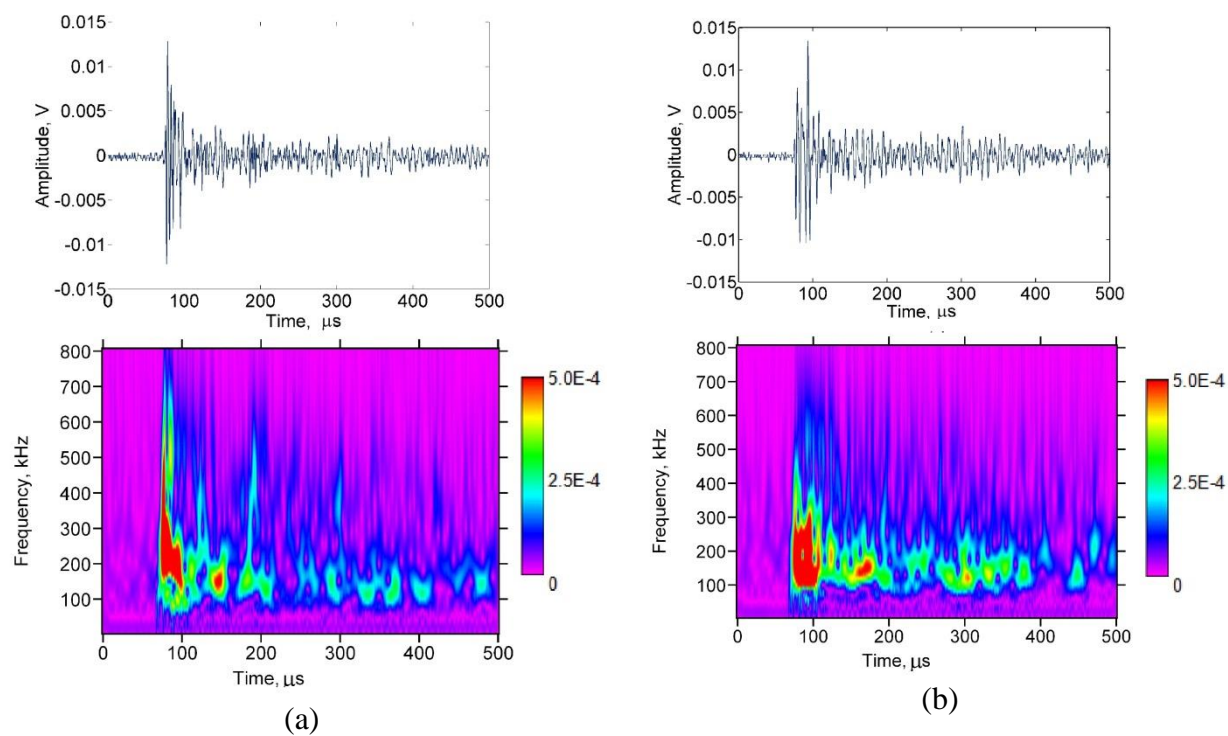 0.015
0.01
0.005
0
-0.005
-0.01
-0.015
Amplitude, V
0 100 200 300 400 500
Time, μs
800
700
600
500
400
300
200
100
Frequency, kHz
0 100 200 300 400 500
Time, μs
5.0E-4
2.5E-4
0
(a)
0.015
0.01
0.005
0
-0.005
-0.01
-0.015
Amplitude, V
0 100 200 300 400 500
Time, μs
800
700
600
500
400
300
200
100
Frequency, kHz
0 100 200 300 400 500
Time, μs
5.0E-4
2.5E-4
0
(b)